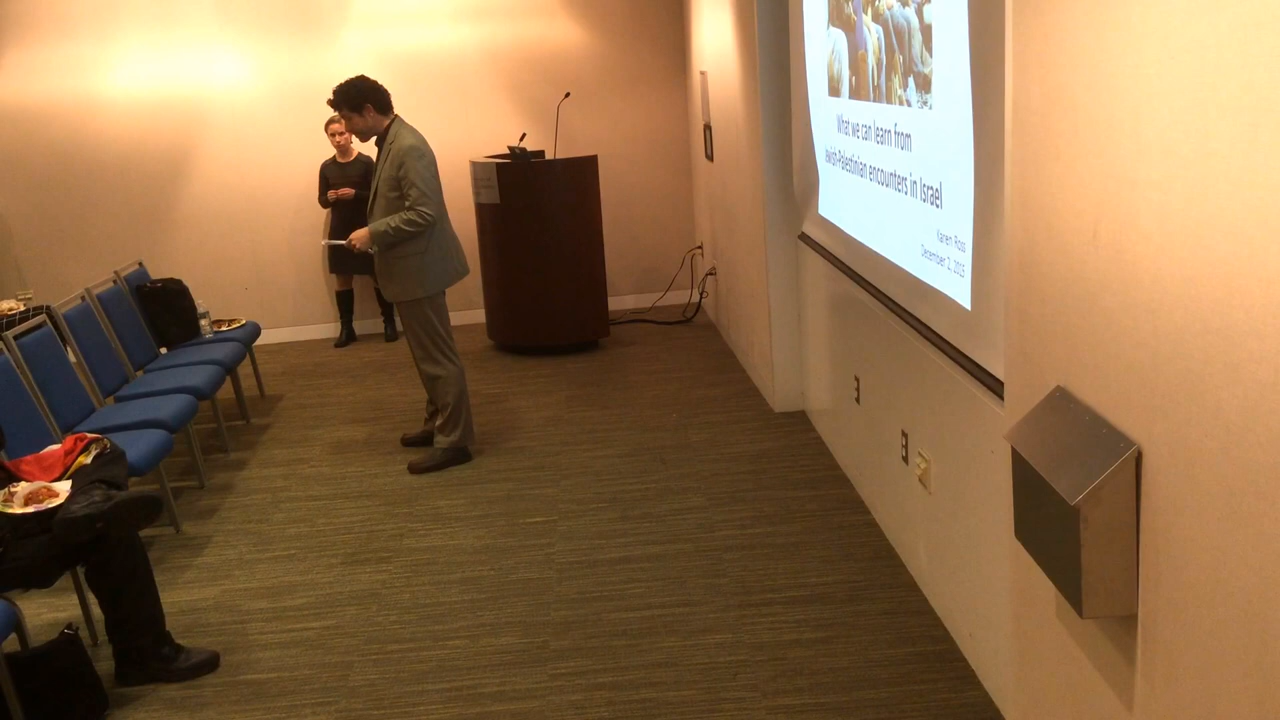 What we can learn from
Jewish-Palestinian encounters in Israel
Karen Ross
December 2, 2015